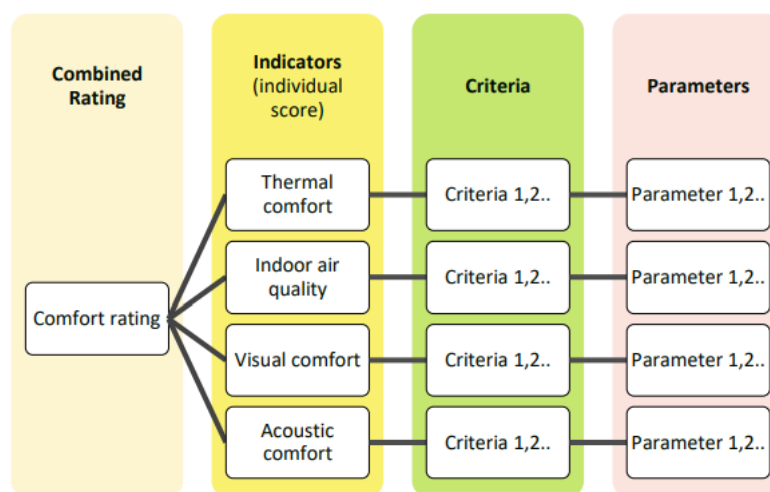 Combined
Rating
Indicators
(individual
score)
Criteria
Parameters
Comfort rating
Thermal
comfort
Criteria 1,2..
Parameter 1,2..
Indoor air
quality
Criteria 1,2..
Parameter 1,2..
Visual comfort
Criteria 1,2..
Parameter 1,2..
Acoustic
comfort
Criteria 1,2..
Parameter 1,2..